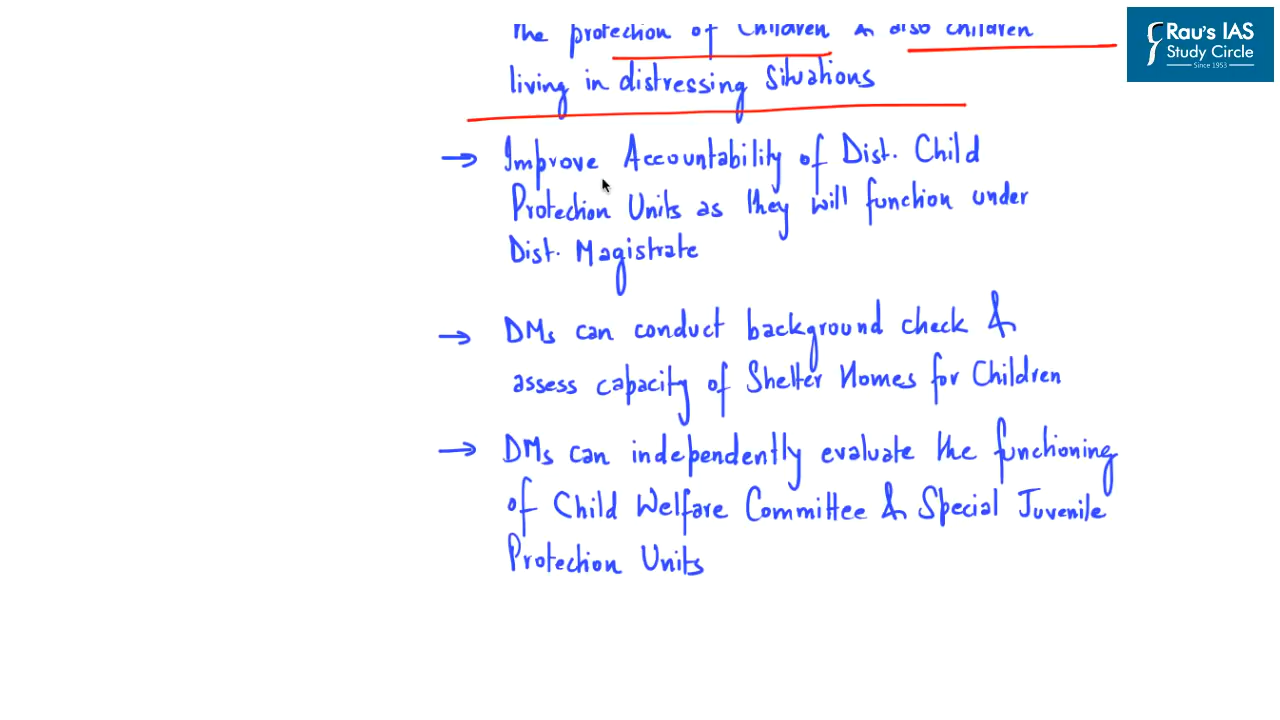 the protection of children & also children
living in distressing Situations
→ Improve Accountability of Dist. Child
Protection Units as they will function under
Dist. Magistrate
→ DMs can conduct background check &
assess capacity of Shelter Homes for Children
→ DMs can independently evaluate the functioning
of Child Welfare Committee & Special Juvenile
Protection Units
Rau's IAS
Study Circle
Since 1953